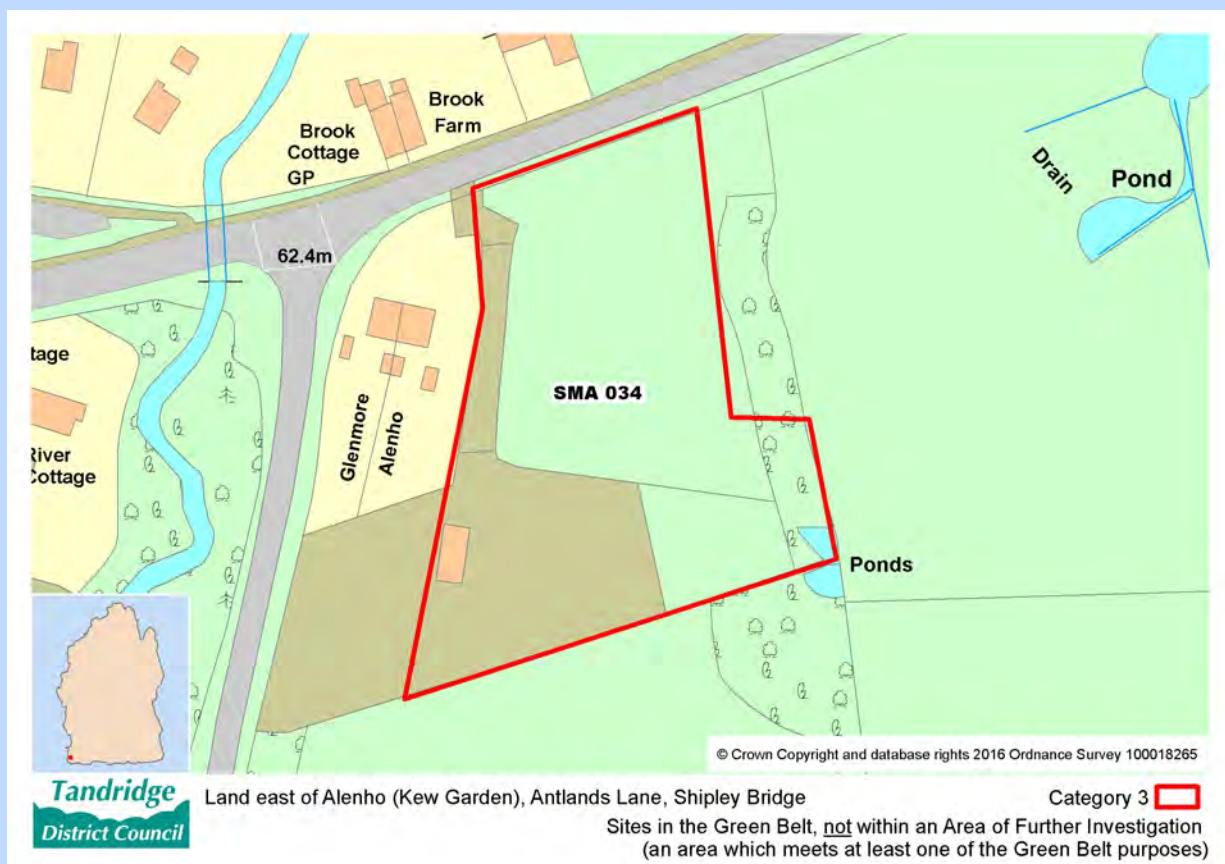 Brook
Farm
Brook
Cottage
GP
Drain
Pond
62.4m
tage
SMA 034
Glenmore
Alenho
River
Cottage
Ponds
© Crown Copyright and database rights 2016 Ordnance Survey 100018265
Tandridge
District Council
Land east of Alenho (Kew Garden), Antlands Lane, Shipley Bridge
Category 3
Sites in the Green Belt, not within an Area of Further Investigation
(an area which meets at least one of the Green Belt purposes)